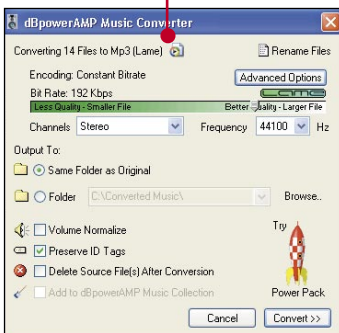 dBpowerAMP Music Converter
Converting 14 Files to Mp3 (Lame)
Rename Files
Encoding: Constant Bitrate
Advanced Options
Bit Rate: 192 Kbps
Less Quality - Smaller File
Better
uality - Larger File
Channels
Stereo
Frequency
44100
Hz
Output To:
Same Folder as Original
Folder
C:\Converted Music\
Browse..
Volume Normalize
Try
Preserve ID Tags
Delete Source File(s) After Conversion
Add to dBpowerAMP Music Collection
Power Pack
Cancel
Convert >>